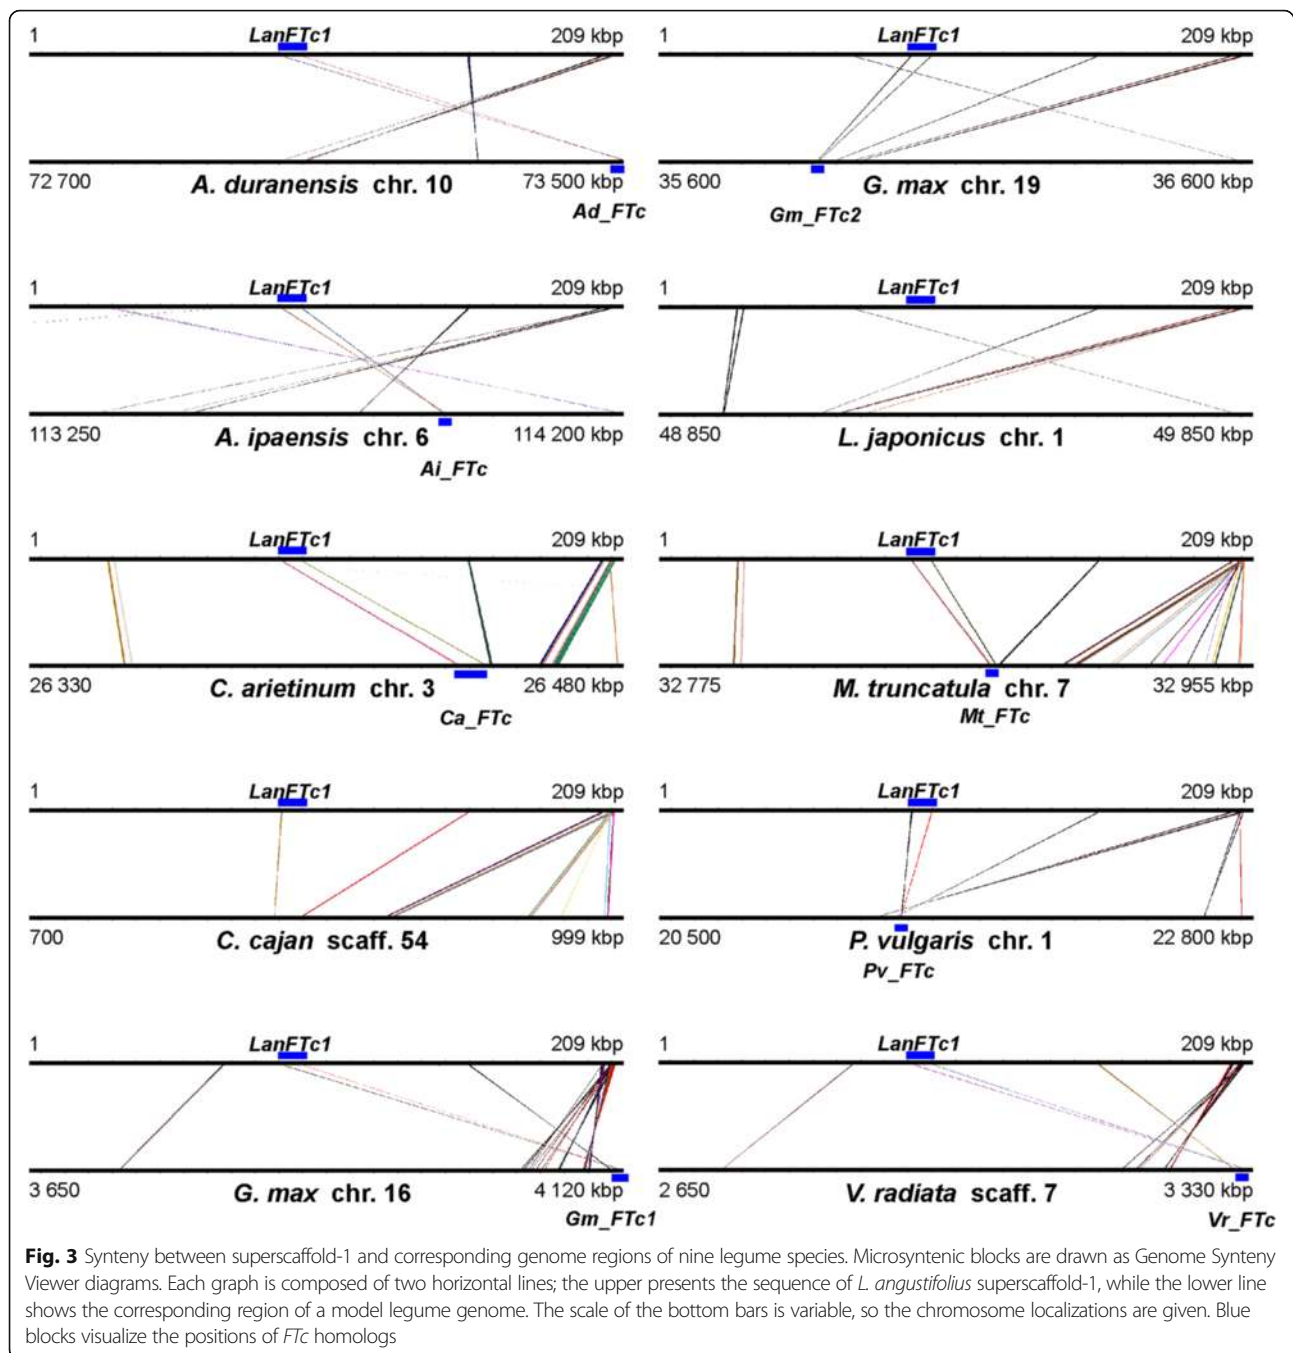 1 LanFTc1 209 kbp
72 700 A. duranensis chr. 10 73 500 kbp
Ad_FTc
1 LanFTc1 209 kbp
35 600 G. max chr. 19 36 600 kbp
Gm_FTc2
1 LanFTc1 209 kbp
113 250 A. ipaensis chr. 6 114 200 kbp
Ai_FTc
1 LanFTc1 209 kbp
48 850 L. japonicus chr. 1 49 850 kbp
1 LanFTc1 209 kbp
26 330 C. arietinum chr. 3 26 480 kbp
Ca_FTc
1 LanFTc1 209 kbp
32 775 M. truncatula chr. 7 32 955 kbp
Mt_FTc
1 LanFTc1 209 kbp
700 C. cajan scaff. 54 999 kbp
1 LanFTc1 209 kbp
20 500 P. vulgaris chr. 1 22 800 kbp
Pv_FTc
1 LanFTc1 209 kbp
3 650 G. max chr. 16 4 120 kbp
Gm_FTc1
1 LanFTc1 209 kbp
2 650 V. radiata scaff. 7 3 330 kbp
Vr_FTc
Fig. 3 Synteny between superscaffold-1 and corresponding genome regions of nine legume species. Microsyntenic blocks are drawn as Genome Synteny
Viewer diagrams. Each graph is composed of two horizontal lines; the upper presents the sequence of L. angustifolius superscaffold-1, while the lower line
shows the corresponding region of a model legume genome. The scale of the bottom bars is variable, so the chromosome localizations are given. Blue
blocks visualize the positions of FTc homologs